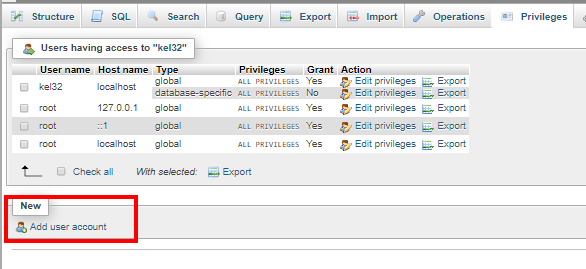 Structure SQL Search Query Export Import Operations Privileges
Users having access to "kel32"
User name Host name Type Privileges Grant Action
kel32 localhost global ALL PRIVILEGES Yes Edit privileges Export
database-specific ALL PRIVILEGES No Edit privileges Export
root 127.0.0.1 global ALL PRIVILEGES Yes Edit privileges Export
root ::1 global ALL PRIVILEGES Yes Edit privileges Export
root localhost global ALL PRIVILEGES Yes Edit privileges Export
Check all With selected: Export
New
Add user account